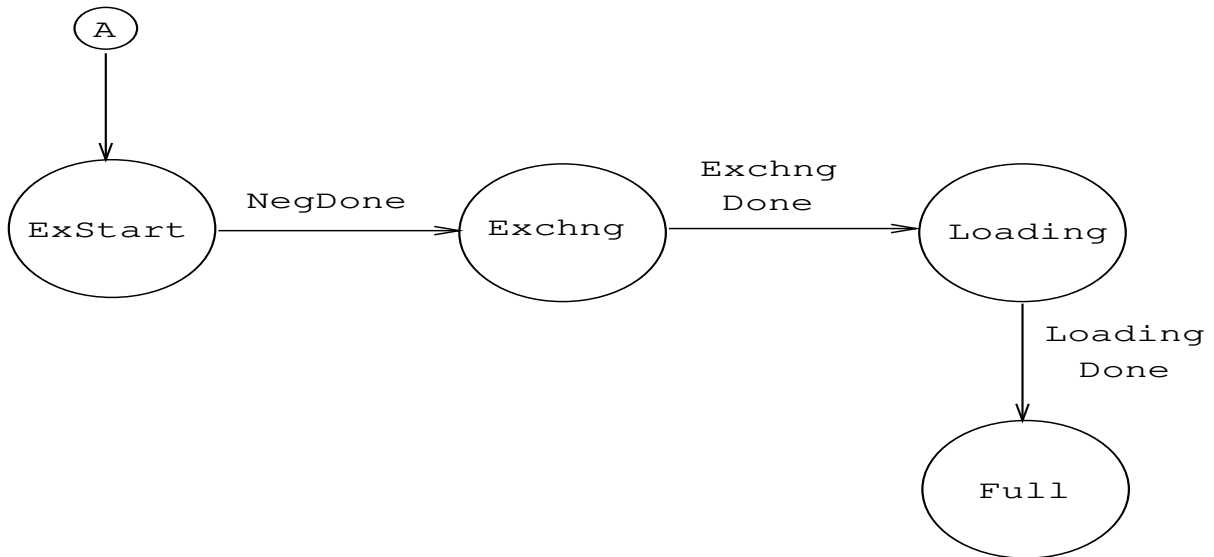 A
ExStart
NegDone
Exchng
Exchng
Done
Loading
Loading
Done
Full